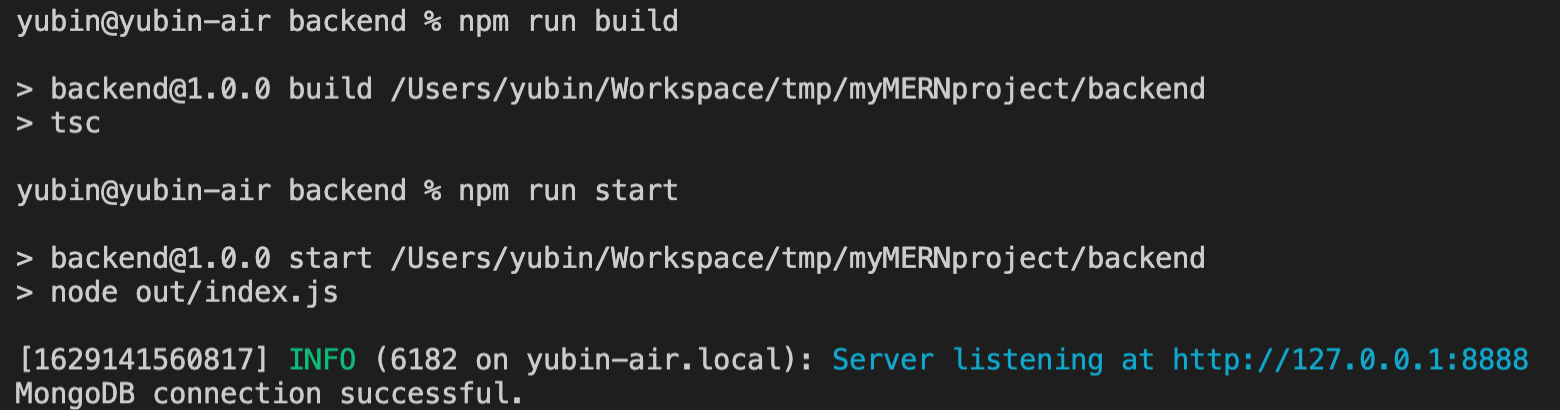 yubin@yubin-air backend % npm run build
> backend@1.0.0 build /Users/yubin/Workspace/tmp/myMERNproject/backend
> tsc
yubin@yubin-air backend % npm run start
> backend@1.0.0 start /Users/yubin/Workspace/tmp/myMERNproject/backend
> node out/index.js
[1629141560817] INFO (6182 on yubin-air.local): Server listening at http://127.0.0.1:8888
MongoDB connection successful.